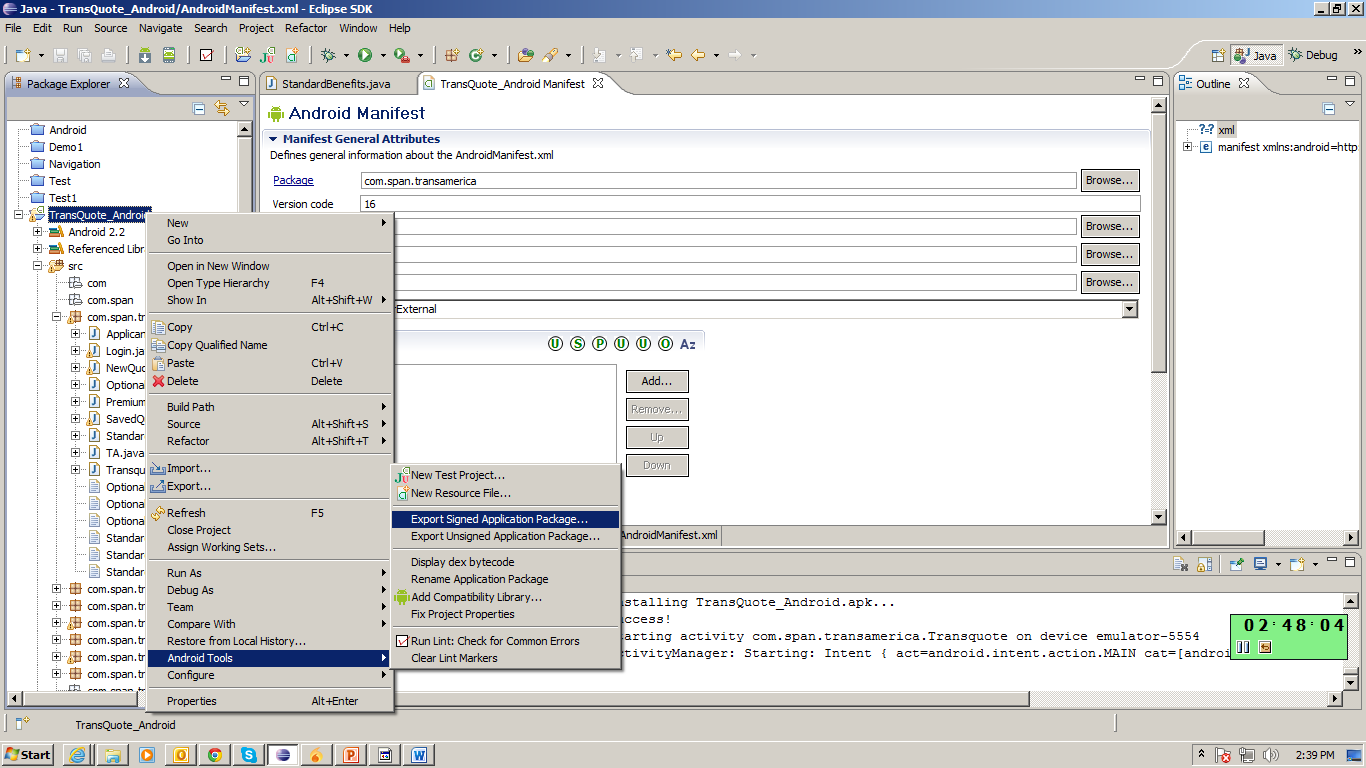 Java - TransQuote_Android/AndroidManifest.xml - Eclipse SDK
File Edit Run Source Navigate Search Project Refactor Window Help
Java Debug
Package Explorer
Android
Demo1
Navigation
Test
Test1
TransQuote_Android
Android 2.2
Referenced Libr
src
com
com.span
com.span.tr
Applican
Login.ja
NewQuo
Optional
Premium
SavedQ
Standar
TA.java
Transqu
Optional
Optional
Optional
Standar
Standar
Standar
com.span.tr
com.span.tr
com.span.tr
com.span.tr
com.span.tr
com.span.tr
com.span.tr
New
Go Into
Open in New Window
Open Type Hierarchy F4
Show In Alt+Shift+W
Copy Ctrl+C
Copy Qualified Name
Paste Ctrl+V
Delete Delete
Build Path
Source Alt+Shift+S
Refactor Alt+Shift+T
Import...
Export...
Refresh F5
Close Project
Assign Working Sets...
Run As
Debug As
Team
Compare With
Restore from Local History...
Android Tools
Configure
Properties Alt+Enter
New Test Project...
New Resource File...
Export Signed Application Package...
Export Unsigned Application Package...
Display dex bytecode
Rename Application Package
Add Compatibility Library...
Fix Project Properties
Run Lint: Check for Common Errors
Clear Lint Markers
StandardBenefits.java
TransQuote_Android Manifest
Android Manifest
Manifest General Attributes
Defines general information about the AndroidManifest.xml
Package com.span.transamerica Browse...
Version code 16
Browse...
Browse...
Browse...
External
U S P U U O Az
Add...
Remove...
Up
Down
AndroidManifest.xml
Outline
xml
manifest xmlns:android=http
stalling TransQuote_Android.apk...
ccess!
arting activity com.span.transamerica.Transquote on device emulator-5554
ctivityManager: Starting: Intent { act=android.intent.action.MAIN cat=[androi
02:48:04
TransQuote_Android
Start
2:39 PM